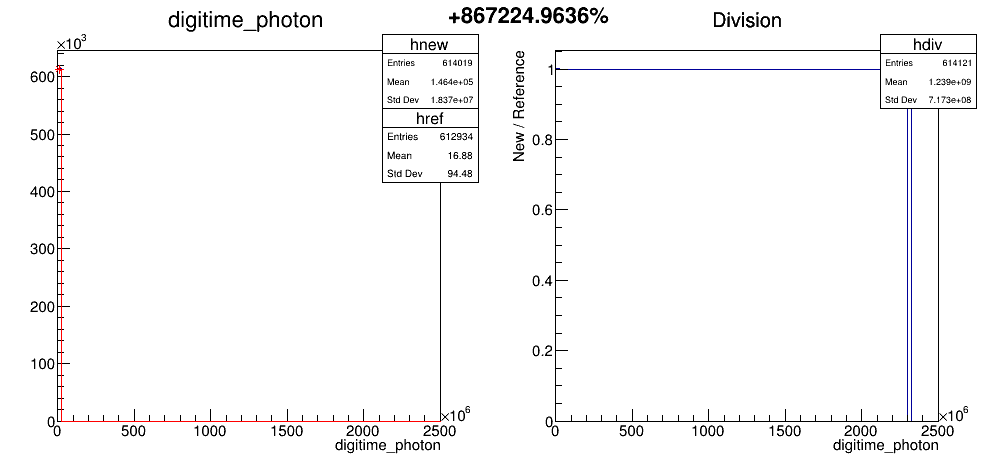 +867224.9636%
digitime_photon
×10³
hnew
Entries 614019
Mean 1.464e+05
Std Dev 1.837e+07
href
Entries 612934
Mean 16.88
Std Dev 94.48
600
500
400
300
200
100
0
0 500 1000 1500 2000 2500
×10⁶
digitime_photon
Division
hdiv
Entries 614121
Mean 1.239e+09
Std Dev 7.173e+08
New / Reference
1
0.8
0.6
0.4
0.2
0
0 500 1000 1500 2000 2500
×10⁶
digitime_photon